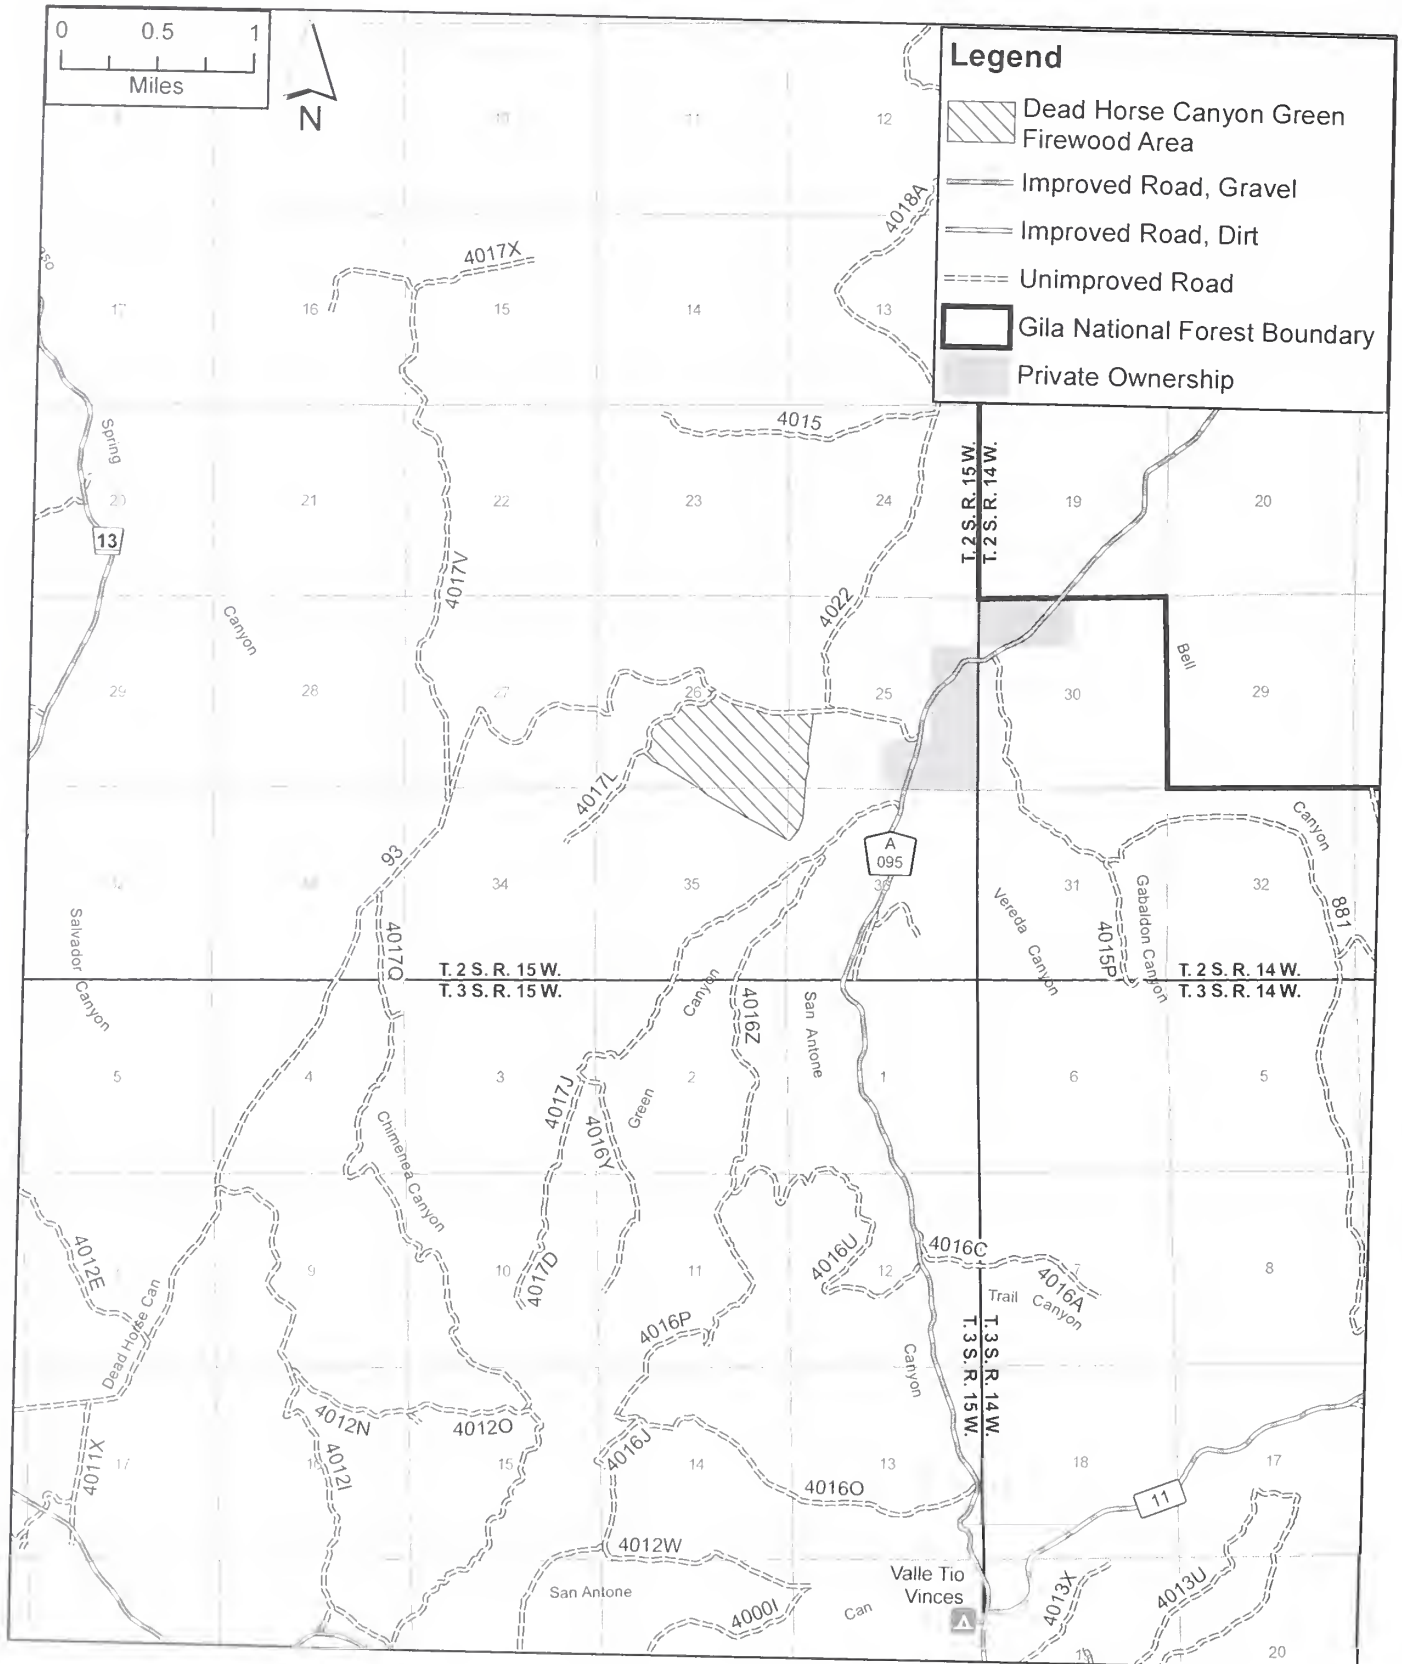 0 0.5 1
Miles
N
Legend
Dead Horse Canyon Green
Firewood Area
Improved Road, Gravel
Improved Road, Dirt
Unimproved Road
Gila National Forest Boundary
Private Ownership
10
11
12
4018A
4017X
17
16
15
14
13
4015
Spring
20
21
22
23
24
T. 2 S. R. 15 W.
T. 2 S. R. 14 W.
19
20
13
4017V
4022
Canyon
Bell
29
28
27
26
25
30
29
4017L
93
A
095
Canyon
34
35
36
31
32
Salvador Canyon
4017Q
Canyon
Vereda Canyon
4015P
Gabaldon Canyon
881
T. 2 S. R. 15 W.
T. 3 S. R. 15 W.
T. 2 S. R. 14 W.
T. 3 S. R. 14 W.
4016Z
San Antone
5
4
3
2
1
6
5
4017J
4016Y
Green
Chimenea Canyon
4012E
Dead Horse Can
9
10
4017D
11
4016U
12
4016C
7
4016A
8
Trail Canyon
4016P
Canyon
T. 3 S. R. 15 W.
T. 3 S. R. 14 W.
4012N
4012O
4011X
17
16
4012I
15
4016J
14
13
4016O
18
17
11
4012W
San Antone
4000I
Can
Valle Tio
Vinces
4013X
4013U
19
20